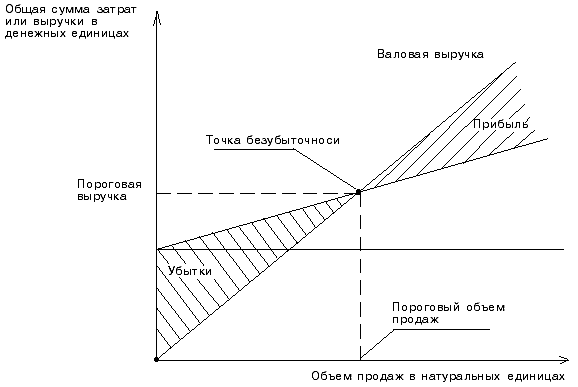 Общая сумма затрат
или выручки в
денежных единицах
Валовая выручка
Прибыль
Точка безубыточноси
Пороговая
выручка
Убытки
Пороговый объем
продаж
Объем продаж в натуральных единицах